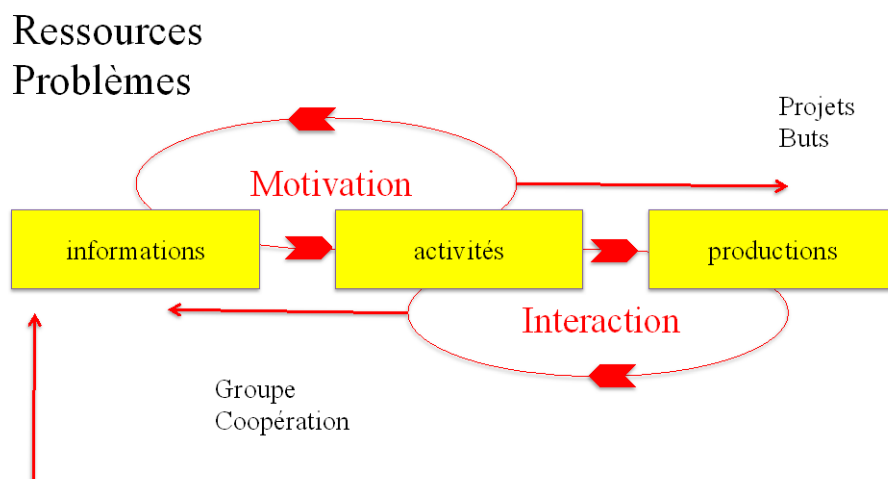 Ressources
Problèmes
Projets
Buts
Motivation
informations
activités
productions
Interaction
Groupe
Coopération